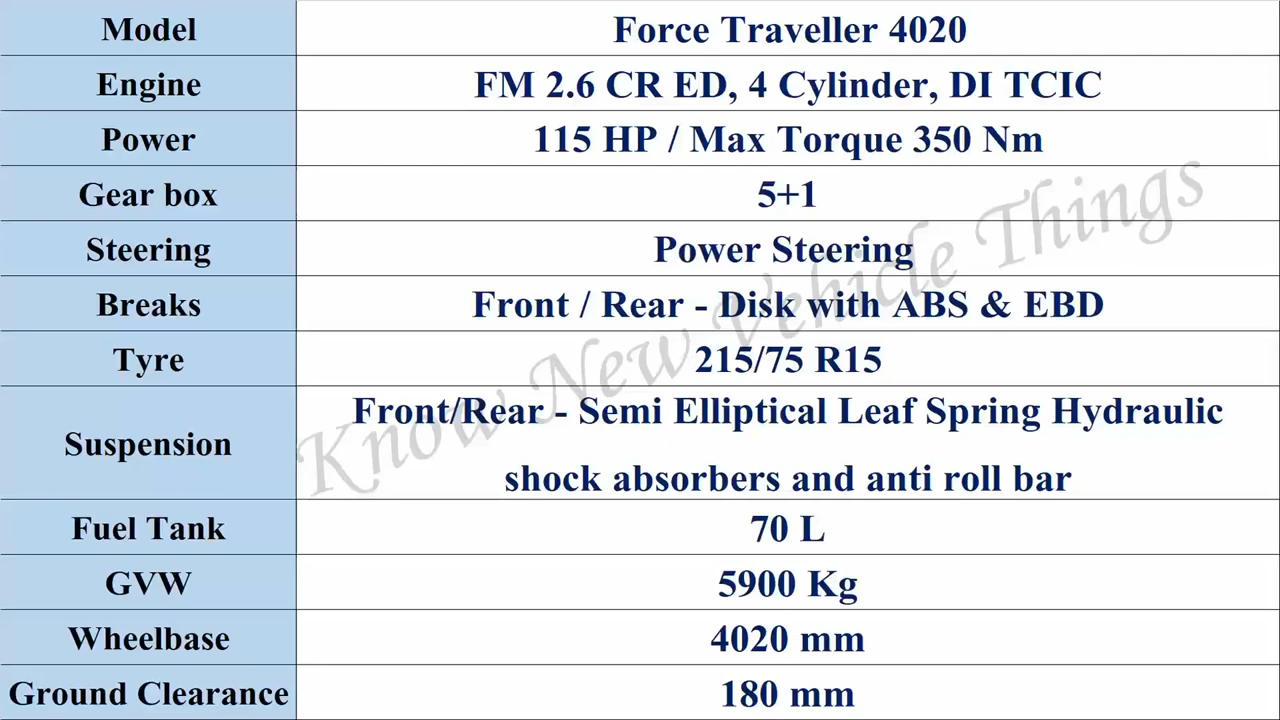 Model Force Traveller 4020
Engine FM 2.6 CR ED, 4 Cylinder, DI TCIC
Power 115 HP / Max Torque 350 Nm
Gear box 5+1
Steering Power Steering
Breaks Front / Rear - Disk with ABS & EBD
Tyre 215/75 R15
Suspension Front/Rear - Semi Elliptical Leaf Spring Hydraulic
shock absorbers and anti roll bar
Fuel Tank 70 L
GVW 5900 Kg
Wheelbase 4020 mm
Ground Clearance 180 mm
Know New Vehicle Things